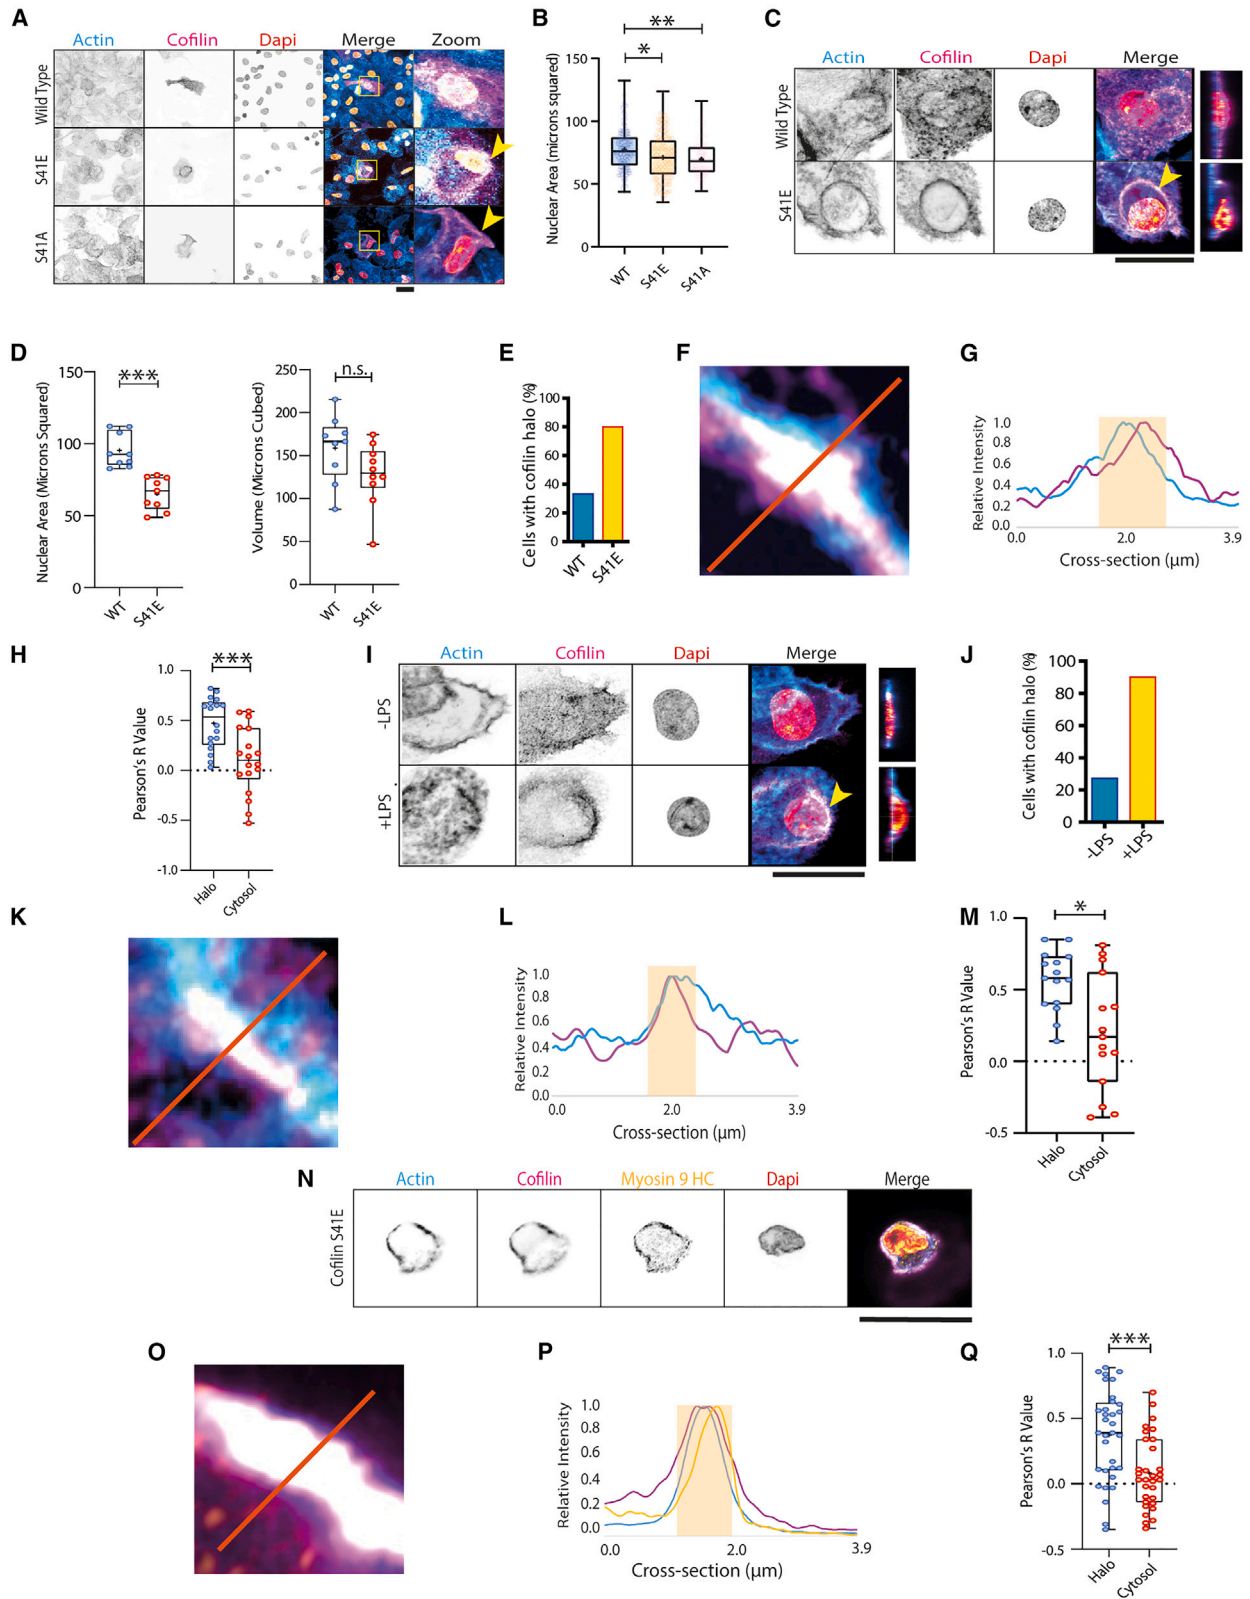 A
Actin Cofilin Dapi Merge Zoom
Wild Type
S41E
S41A
B
** 
*
Nuclear Area (microns squared)
150
100
50
0
WT S41E S41A
C
Actin Cofilin Dapi Merge
Wild Type
S41E
D
***
Nuclear Area (Microns Squared)
150
100
50
0
WT S41E
n.s.
Volume (Microns Cubed)
250
200
150
100
50
0
WT S41E
E
Cells with cofilin halo (%)
100
80
60
40
20
0
WT S41E
F
G
Relative Intensity
1.0
0.8
0.6
0.4
0.2
0.0
0.0 2.0 3.9
Cross-section (μm)
H
***
Pearson's R Value
1.0
0.5
0.0
-0.5
-1.0
Halo Cytosol
I
Actin Cofilin Dapi Merge
-LPS
+LPS
J
Cells with cofilin halo (%)
100
80
60
40
20
0
-LPS +LPS
K
L
Relative Intensity
1.0
0.8
0.6
0.4
0.2
0.0
0.0 2.0 3.9
Cross-section (μm)
M
*
Pearson's R Value
1.0
0.5
0.0
-0.5
Halo Cytosol
N
Actin Cofilin Myosin 9 HC Dapi Merge
Cofilin S41E
O
P
Relative Intensity
1.0
0.8
0.6
0.4
0.2
0.0
0.0 2.0 3.9
Cross-section (μm)
Q
***
Pearson's R Value
1.0
0.5
0.0
-0.5
Halo Cytosol